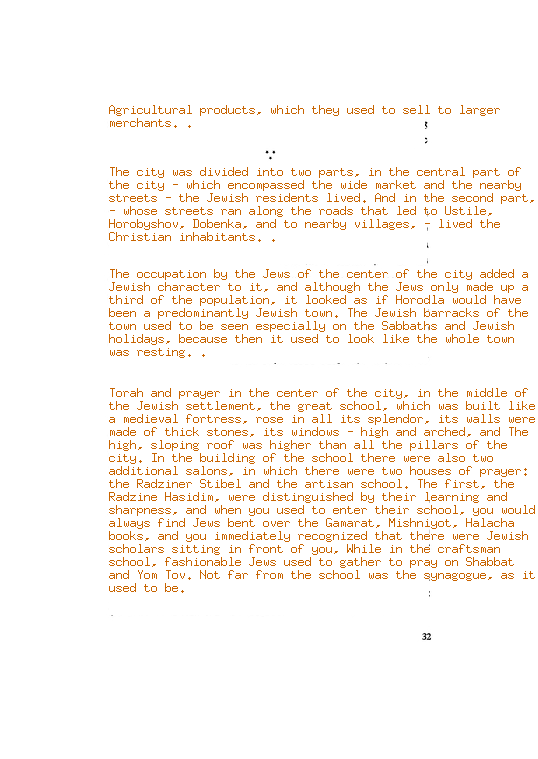 Agricultural products, which they used to sell to larger
merchants. .
The city was divided into two parts, in the central part of
the city - which encompassed the wide market and the nearby
streets - the Jewish residents lived. And in the second part,
- whose streets ran along the roads that led to Ustile,
Horobyshov, Dobenka, and to nearby villages, - lived the
Christian inhabitants. .
The occupation by the Jews of the center of the city added a
Jewish character to it, and although the Jews only made up a
third of the population, it looked as if Horodla would have
been a predominantly Jewish town. The Jewish barracks of the
town used to be seen especially on the Sabbaths and Jewish
holidays, because then it used to look like the whole town
was resting. .
Torah and prayer in the center of the city, in the middle of
the Jewish settlement, the great school, which was built like
a medieval fortress, rose in all its splendor, its walls were
made of thick stones, its windows - high and arched, and The
high, sloping roof was higher than all the pillars of the
city. In the building of the school there were also two
additional salons, in which there were two houses of prayer:
the Radziner Stibel and the artisan school. The first, the
Radzine Hasidim, were distinguished by their learning and
sharpness, and when you used to enter their school, you would
always find Jews bent over the Gamarat, Mishniyot, Halacha
books, and you immediately recognized that there were Jewish
scholars sitting in front of you, While in the craftsman
school, fashionable Jews used to gather to pray on Shabbat
and Yom Tov. Not far from the school was the synagogue, as it
used to be.
32